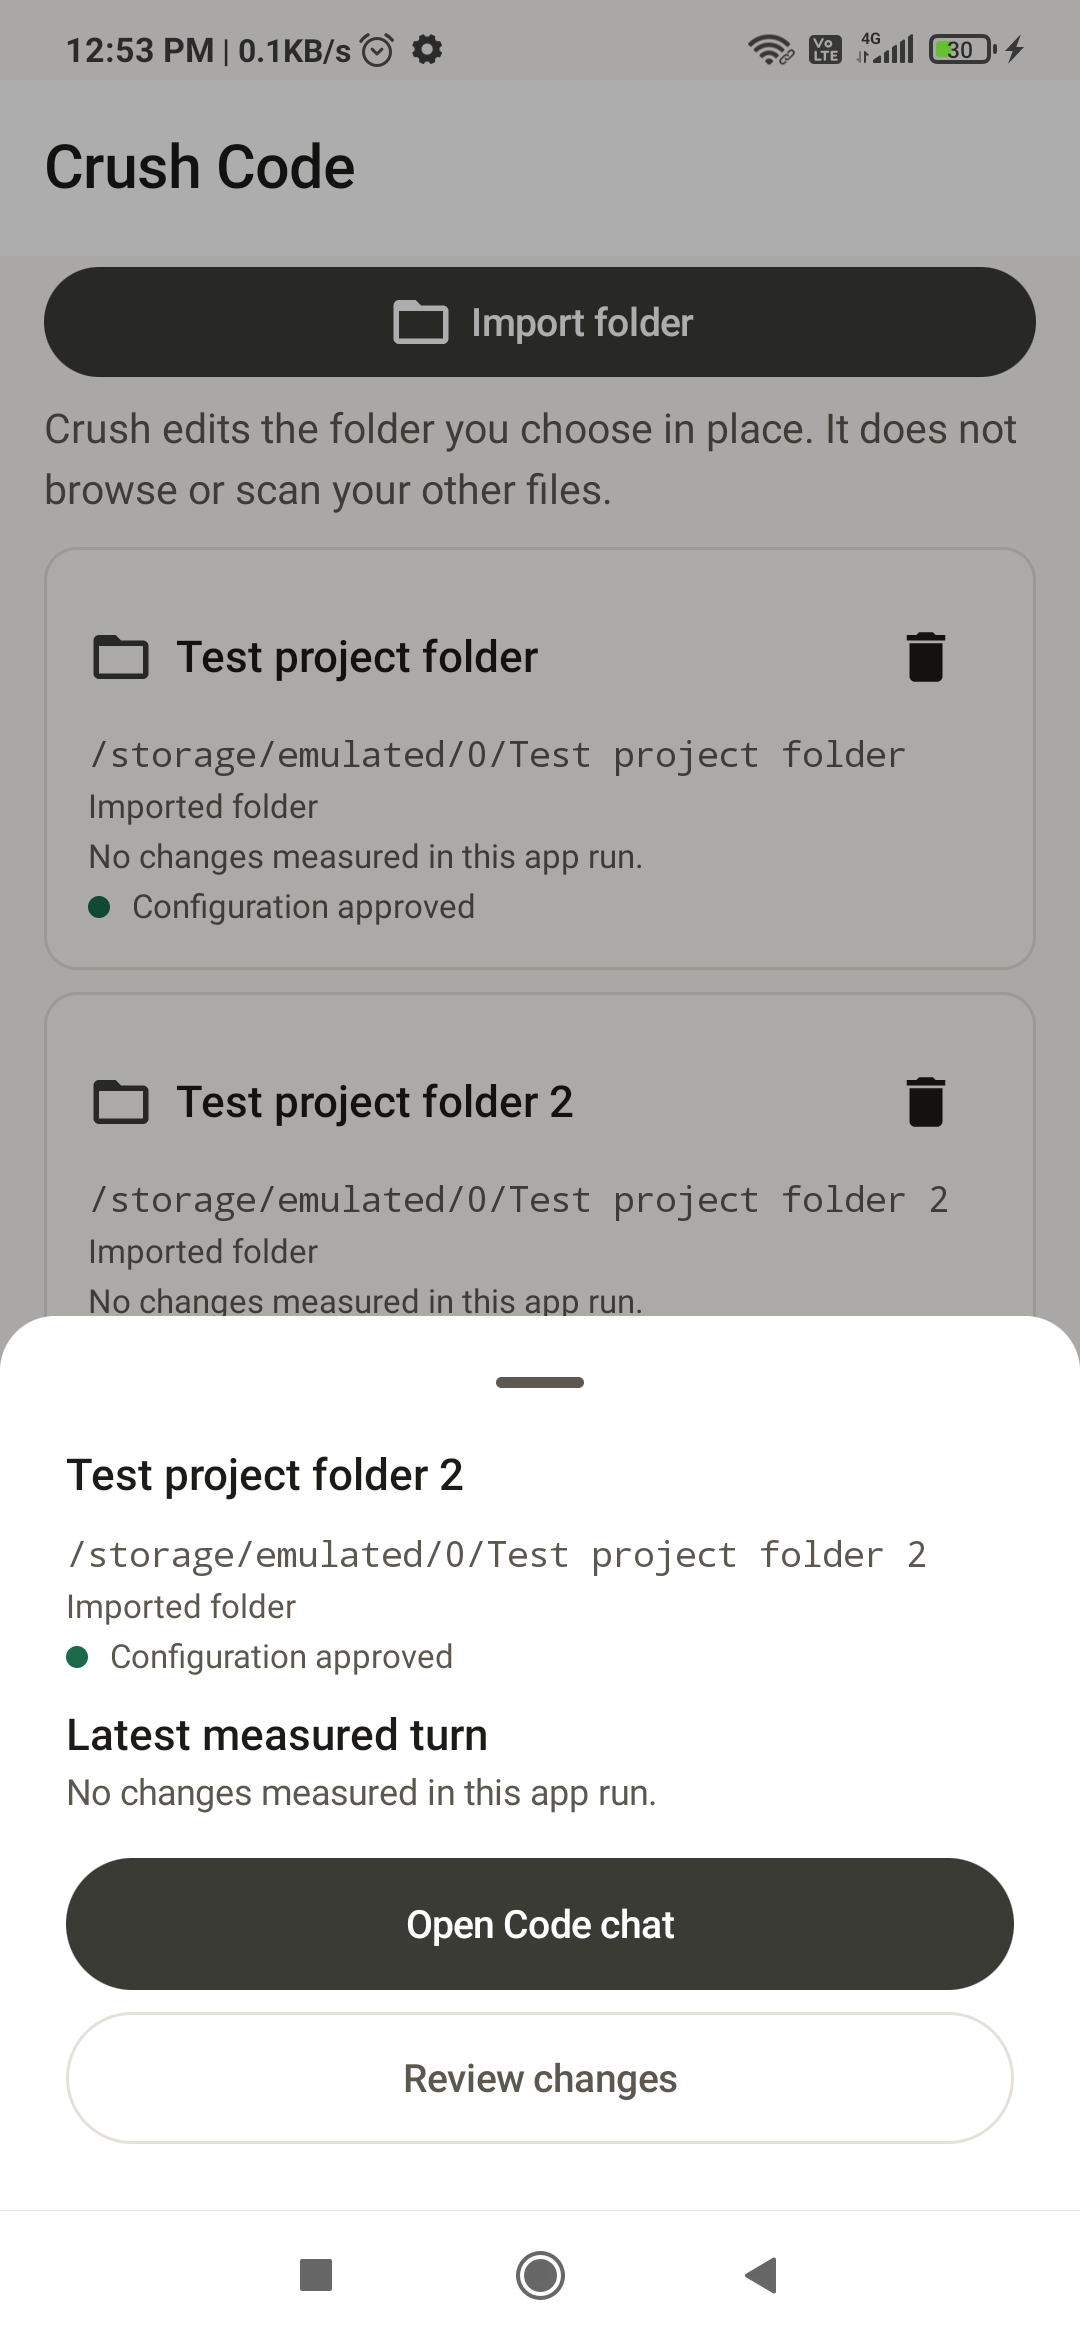 12:53 PM | 0.1KB/s
Vo LTE
4G
30
Crush Code
Import folder
Crush edits the folder you choose in place. It does not
browse or scan your other files.
Test project folder
/storage/emulated/0/Test project folder
Imported folder
No changes measured in this app run.
Configuration approved
Test project folder 2
/storage/emulated/0/Test project folder 2
Imported folder
No changes measured in this app run.
Test project folder 2
/storage/emulated/0/Test project folder 2
Imported folder
Configuration approved
Latest measured turn
No changes measured in this app run.
Open Code chat
Review changes